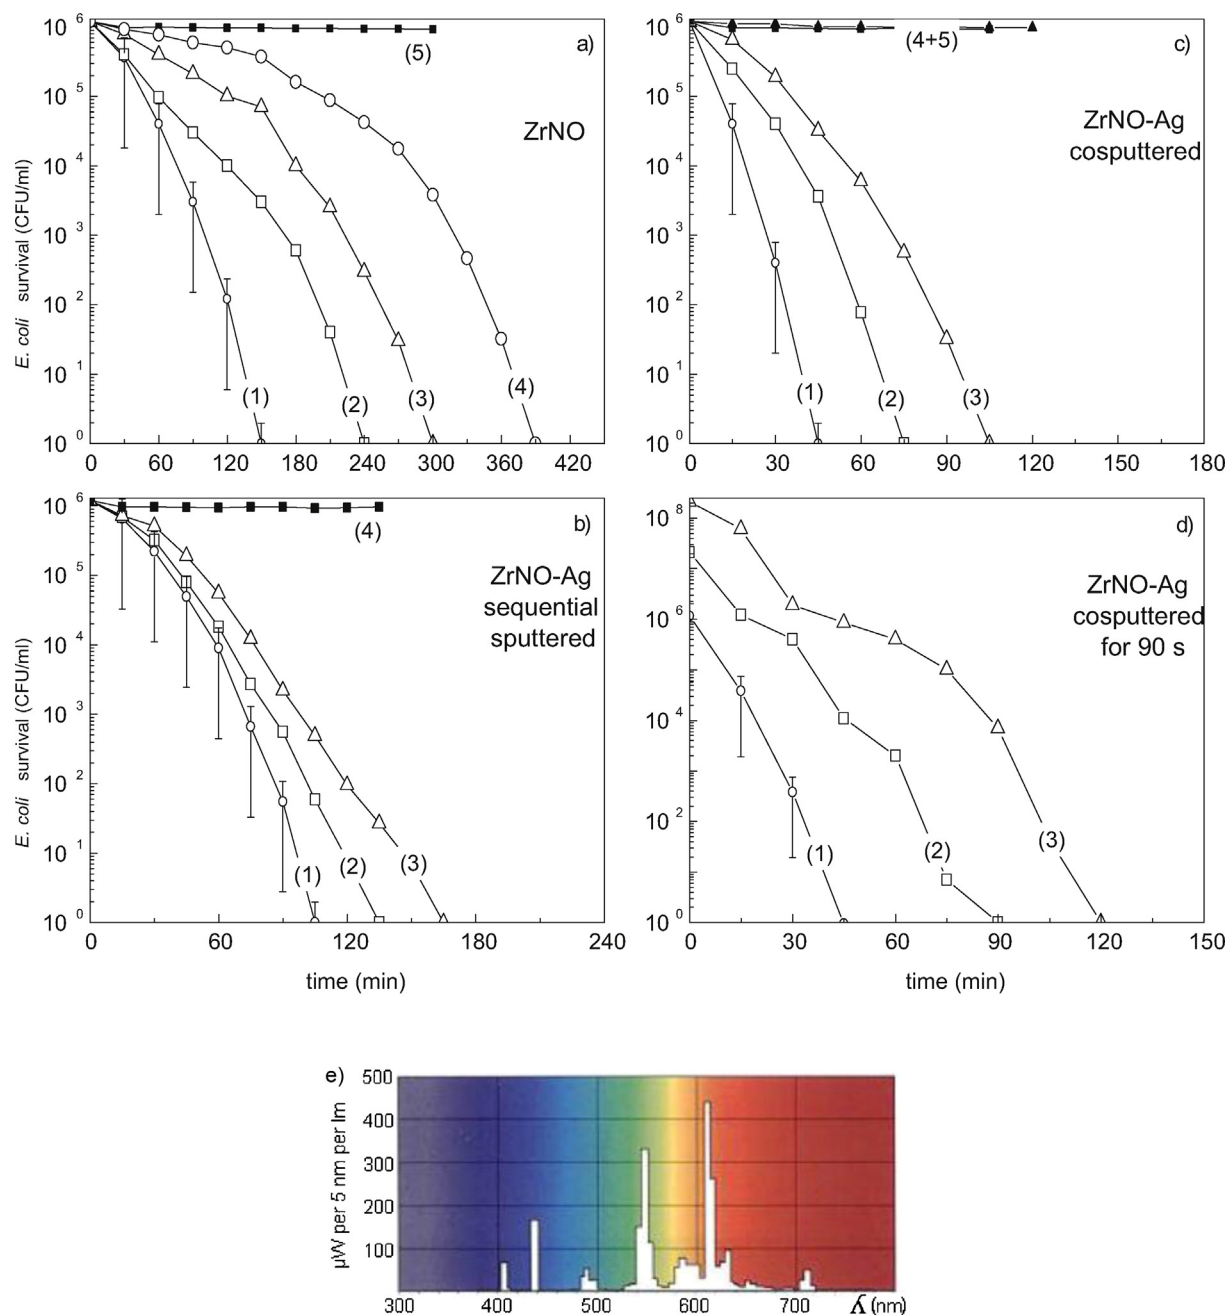 10 6
10 5
10 4
10 3
10 2
10 1
10 0
E. coli survival (CFU/ml)
a)
(5)
ZrNO
(1)
(2)
(3)
(4)
0 60 120 180 240 300 360 420
10 6
10 5
10 4
10 3
10 2
10 1
10 0
c)
(4+5)
ZrNO-Ag
cosputtered
(1)
(2)
(3)
0 30 60 90 120 150 180
10 6
10 5
10 4
10 3
10 2
10 1
10 0
E. coli survival (CFU/ml)
b)
(4)
ZrNO-Ag
sequential
sputtered
(1)
(2)
(3)
0 60 120 180 240
time (min)
10 8
10 6
10 4
10 2
10 0
d)
ZrNO-Ag
cosputtered
for 90 s
(1)
(2)
(3)
0 30 60 90 120 150
time (min)
e)
500
400
300
200
100
µW per 5 nm per lm
300 400 500 600 700 λ (nm)